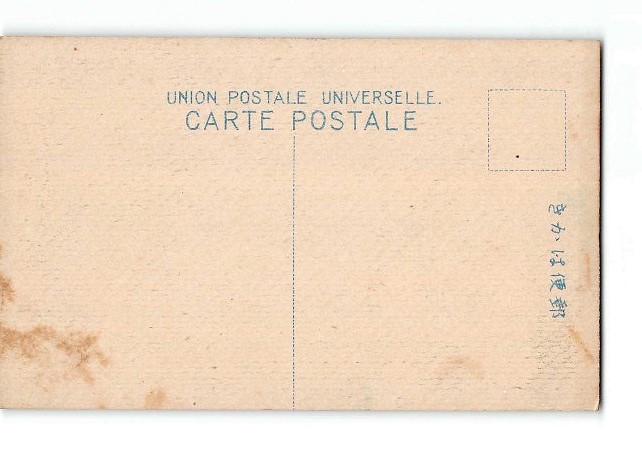 UNION POSTALE UNIVERSELLE.
CARTE POSTALE
きかは便郵